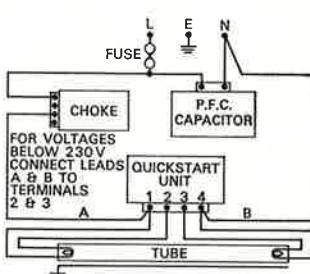 L E N
FUSE
CHOKE
P.F.C.
CAPACITOR
FOR VOLTAGES
BELOW 230V
CONNECT LEADS
A & B TO
TERMINALS
2 & 3
QUICKSTART
UNIT
1 2 3 4
A B
TUBE